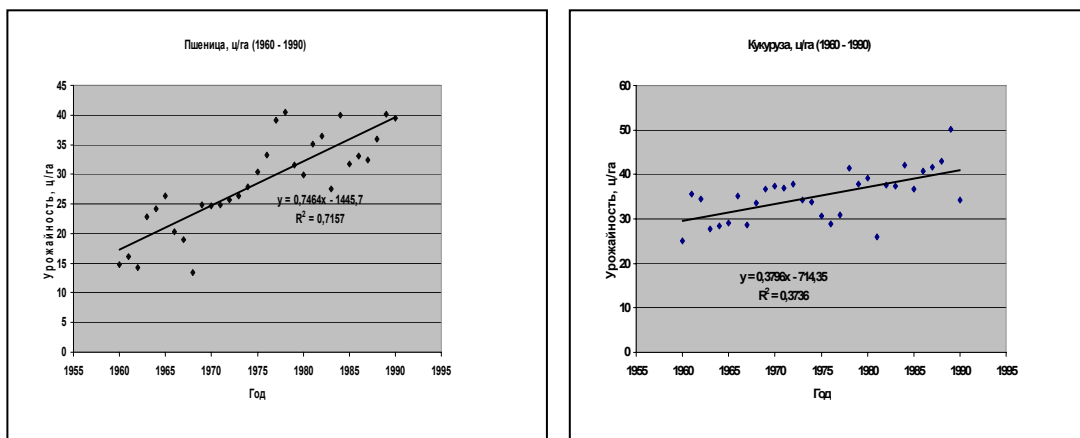 Пшеница, ц/га (1960 - 1990)
45
40
35
30
25
20
15
10
5
0
Урожайность, ц/га
y = 0,7464x - 1445,7
R² = 0,7157
1955 1960 1965 1970 1975 1980 1985 1990 1995
Год
Кукуруза, ц/га (1960 - 1990)
60
50
40
30
20
10
0
Урожайность, ц/га
y = 0,3796x - 714,35
R² = 0,3736
1955 1960 1965 1970 1975 1980 1985 1990 1995
Год